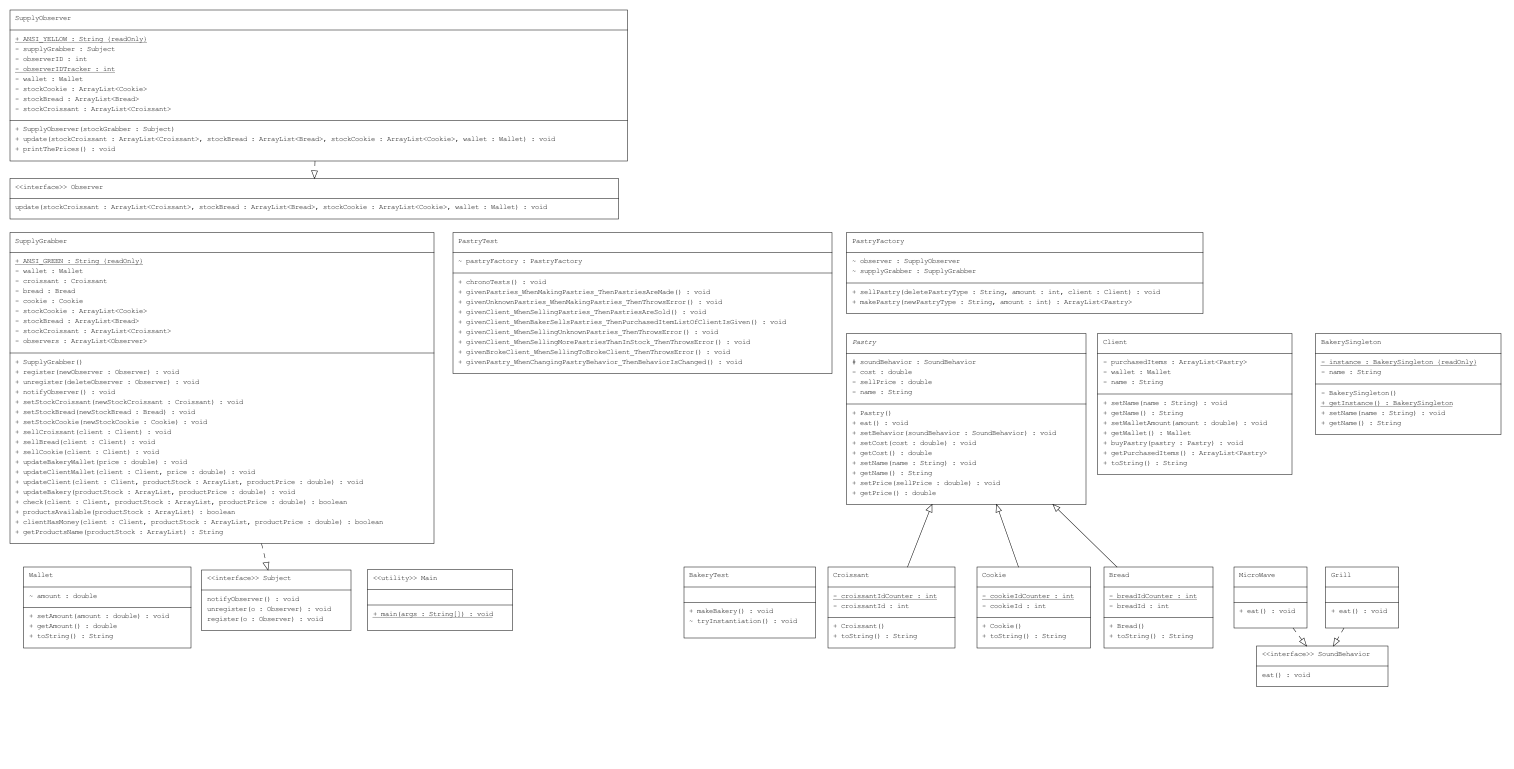 SupplyObserver
+ ANSI_YELLOW : String {readOnly}
- supplyGrabber : Subject
- observerID : int
- observerIDTracker : int
- wallet : Wallet
- stockCookie : ArrayList<Cookie>
- stockBread : ArrayList<Bread>
- stockCroissant : ArrayList<Croissant>
+ SupplyObserver(stockGrabber : Subject)
+ update(stockCroissant : ArrayList<Croissant>, stockBread : ArrayList<Bread>, stockCookie : ArrayList<Cookie>, wallet : Wallet) : void
+ printThePrices() : void
<<interface>> Observer
update(stockCroissant : ArrayList<Croissant>, stockBread : ArrayList<Bread>, stockCookie : ArrayList<Cookie>, wallet : Wallet) : void
SupplyGrabber
+ ANSI_GREEN : String {readOnly}
- wallet : Wallet
- croissant : Croissant
- bread : Bread
- cookie : Cookie
- stockCookie : ArrayList<Cookie>
- stockBread : ArrayList<Bread>
- stockCroissant : ArrayList<Croissant>
- observers : ArrayList<Observer>
+ SupplyGrabber()
+ register(newObserver : Observer) : void
+ unregister(deleteObserver : Observer) : void
+ notifyObserver() : void
+ setStockCroissant(newStockCroissant : Croissant) : void
+ setStockBread(newStockBread : Bread) : void
+ setStockCookie(newStockCookie : Cookie) : void
+ sellCroissant(client : Client) : void
+ sellBread(client : Client) : void
+ sellCookie(client : Client) : void
+ updateBakeryWallet(price : double) : void
+ updateClientWallet(client : Client, price : double) : void
+ updateClient(client : Client, productStock : ArrayList, productPrice : double) : void
+ updateBakery(productStock : ArrayList, productPrice : double) : void
+ check(client : Client, productStock : ArrayList, productPrice : double) : boolean
+ productsAvailable(productStock : ArrayList) : boolean
+ clientHasMoney(client : Client, productStock : ArrayList, productPrice : double) : boolean
+ getProductsName(productStock : ArrayList) : String
PastryTest
~ pastryFactory : PastryFactory
+ chronoTests() : void
+ givenPastries_WhenMakingPastries_ThenPastriesAreMade() : void
+ givenUnknownPastries_WhenMakingPastries_ThenThrowsError() : void
+ givenClient_WhenSellingPastries_ThenPastriesAreSold() : void
+ givenClient_WhenBakerSellsPastries_ThenPurchasedItemListOfClientIsGiven() : void
+ givenClient_WhenSellingUnknownPastries_ThenThrowsError() : void
+ givenClient_WhenSellingMorePastriesThanInStock_ThenThrowsError() : void
+ givenBrokeClient_WhenSellingToBrokeClient_ThenThrowsError() : void
+ givenPastry_WhenChangingPastryBehavior_ThenBehaviorIsChanged() : void
PastryFactory
~ observer : SupplyObserver
~ supplyGrabber : SupplyGrabber
+ sellPastry(deletePastryType : String, amount : int, client : Client) : void
+ makePastry(newPastryType : String, amount : int) : ArrayList<Pastry>
Pastry
# soundBehavior : SoundBehavior
- cost : double
- sellPrice : double
- name : String
+ Pastry()
+ eat() : void
+ setBehavior(soundBehavior : SoundBehavior) : void
+ setCost(cost : double) : void
+ getCost() : double
+ setName(name : String) : void
+ getName() : String
+ setPrice(sellPrice : double) : void
+ getPrice() : double
Client
- purchasedItems : ArrayList<Pastry>
- wallet : Wallet
- name : String
+ setName(name : String) : void
+ getName() : String
+ setWalletAmount(amount : double) : void
+ getWallet() : Wallet
+ buyPastry(pastry : Pastry) : void
+ getPurchasedItems() : ArrayList<Pastry>
+ toString() : String
BakerySingleton
- instance : BakerySingleton {readOnly}
- name : String
- BakerySingleton()
+ getInstance() : BakerySingleton
+ setName(name : String) : void
+ getName() : String
Wallet
~ amount : double
+ setAmount(amount : double) : void
+ getAmount() : double
+ toString() : String
<<interface>> Subject
notifyObserver() : void
unregister(o : Observer) : void
register(o : Observer) : void
<<utility>> Main
+ main(args : String[]) : void
BakeryTest
+ makeBakery() : void
~ tryInstantiation() : void
Croissant
- croissantIdCounter : int
- croissantId : int
+ Croissant()
+ toString() : String
Cookie
- cookieIdCounter : int
- cookieId : int
+ Cookie()
+ toString() : String
Bread
- breadIdCounter : int
- breadId : int
+ Bread()
+ toString() : String
MicroWave
+ eat() : void
Grill
+ eat() : void
<<interface>> SoundBehavior
eat() : void